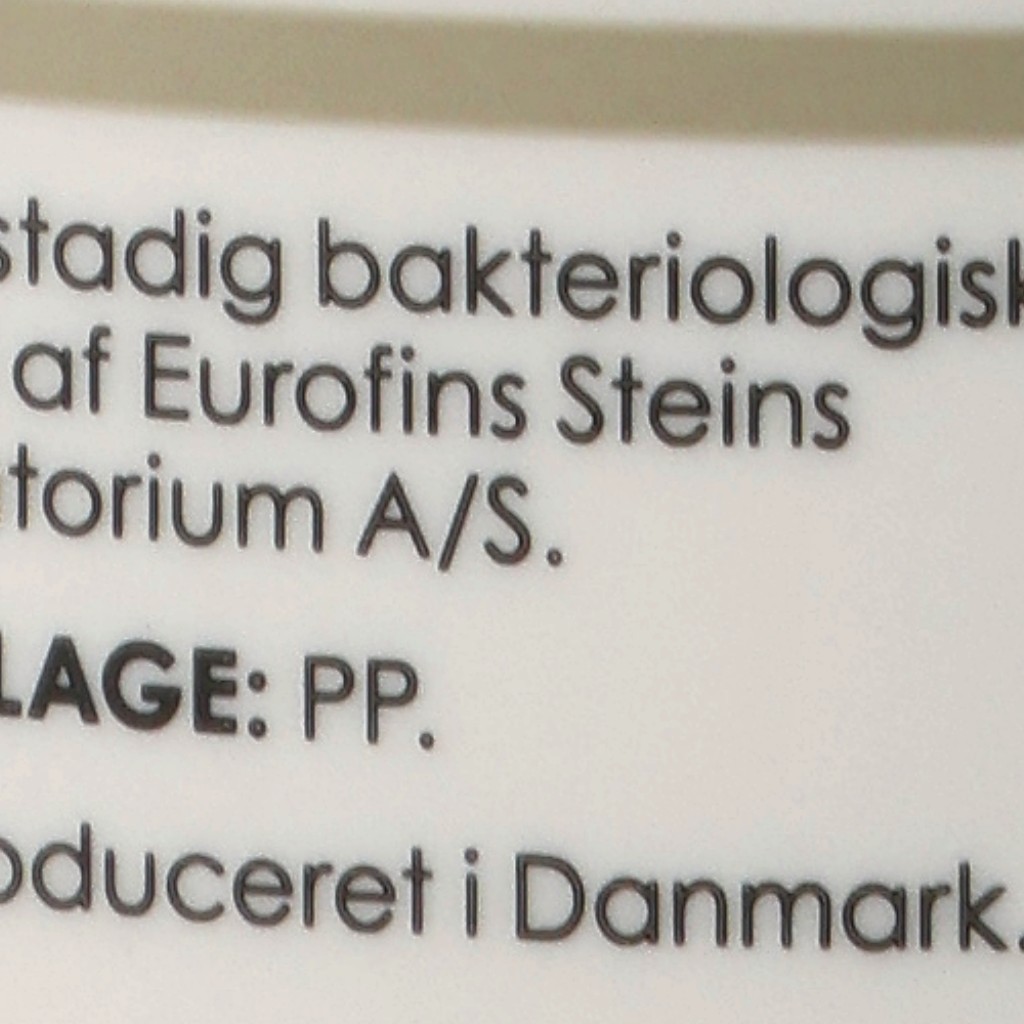 stadig bakteriologisk
af Eurofins Steins
torium A/S.
LAGE: PP.
oduceret i Danmark.